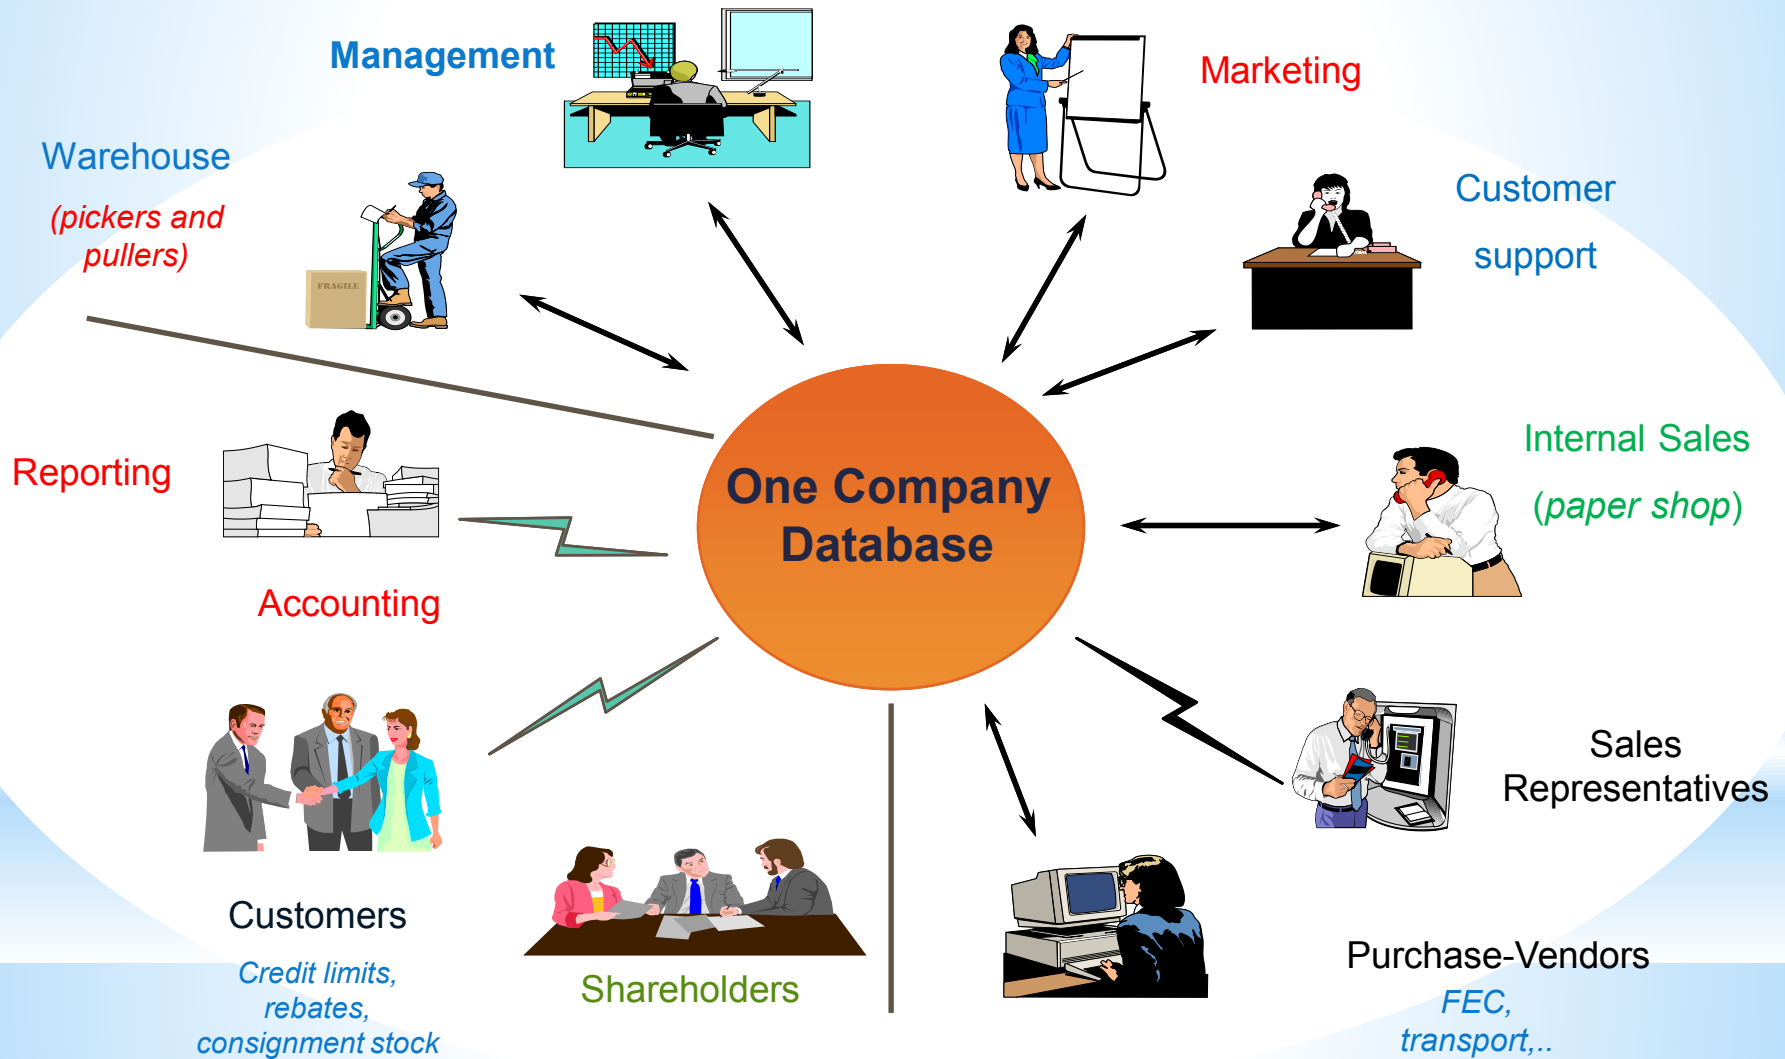 Management
Marketing
Warehouse
(pickers and
pullers)
FRAGILE
Customer
support
Reporting
One Company
Database
Internal Sales
(paper shop)
Accounting
Sales
Representatives
Customers
Credit limits,
rebates,
consignment stock
Shareholders
Purchase-Vendors
FEC,
transport,..